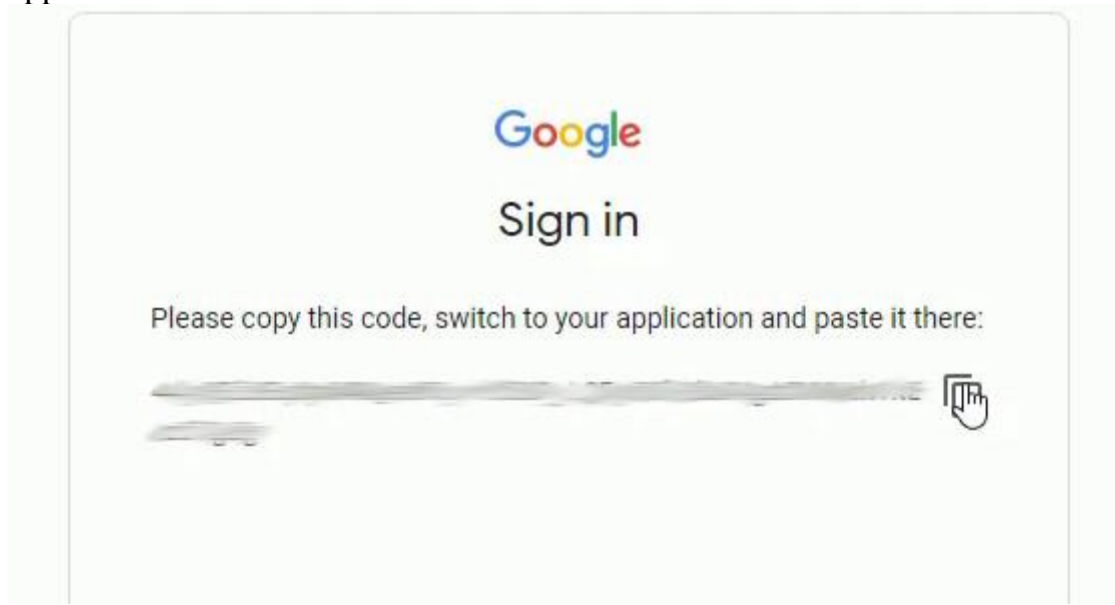 Google
Sign in
Please copy this code, switch to your application and paste it there: